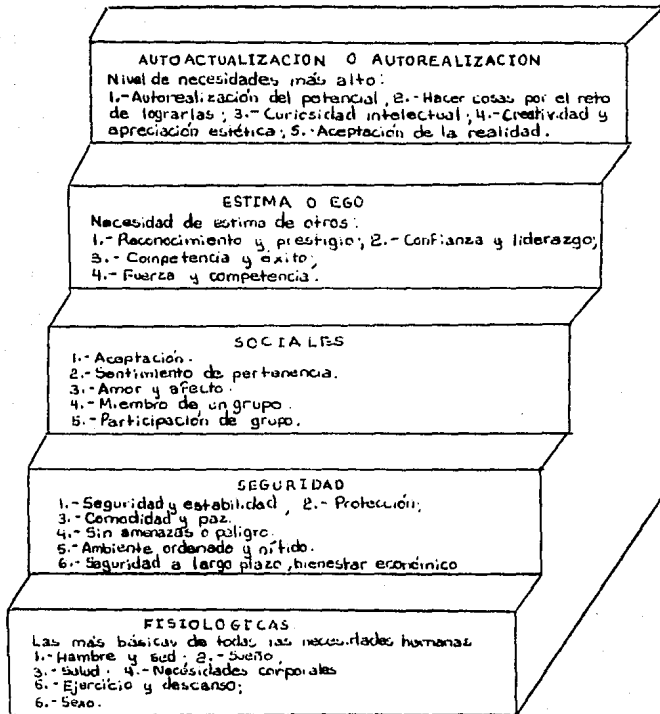 AUTOACTUALIZACION O AUTOREALIZACION
Nivel de necesidades más alto:
1.-Autorealización del potencial, 2.-Hacer cosas por el reto
de lograrlas; 3.-Curiosidad intelectual; 4.-Creatividad y
apreciación estética; 5.-Aceptación de la realidad.
ESTIMA O EGO
Necesidad de estima de otros:
1.-Reconocimiento y prestigio; 2.-Confianza y liderazgo;
3.-Competencia y éxito;
4.-Fuerza y competencia.
SOCIALES
1.-Aceptación.
2.-Sentimiento de pertenencia.
3.-Amor y afecto.
4.-Miembro de un grupo.
5.-Participación de grupo.
SEGURIDAD
1.-Seguridad y estabilidad, 2.-Protección;
3.-Comodidad y paz.
4.-Sin amenazas o peligro.
5.-Ambiente ordenado y nítido.
6.-Seguridad a largo plazo, bienestar económico
FISIOLOGICAS
Las más básicas de todas las necesidades humanas
1.-Hambre y sed; 2.-Sueño;
3.-Salud. 4.-Necesidades corporales
5.-Ejercicio y descanso;
6.-Sexo.